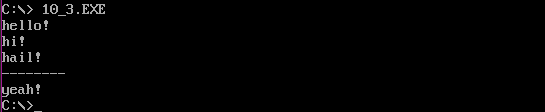 C:\> 10_3.EXE
hello!
hi!
hail!
--------
yeah!
C:\>_